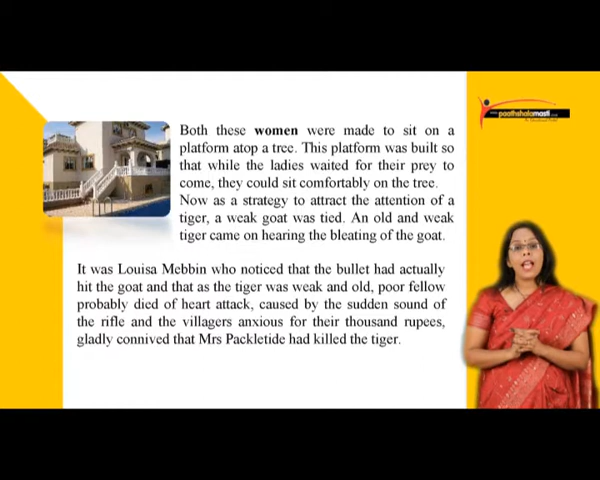 www.paathshalamasti.com
Both these women were made to sit on a
platform atop a tree. This platform was built so
that while the ladies waited for their prey to
come, they could sit comfortably on the tree.
Now as a strategy to attract the attention of a
tiger, a weak goat was tied. An old and weak
tiger came on hearing the bleating of the goat.
It was Louisa Mebbin who noticed that the bullet had actually
hit the goat and that as the tiger was weak and old, poor fellow
probably died of heart attack, caused by the sudden sound of
the rifle and the villagers anxious for their thousand rupees,
gladly connived that Mrs Packletide had killed the tiger.